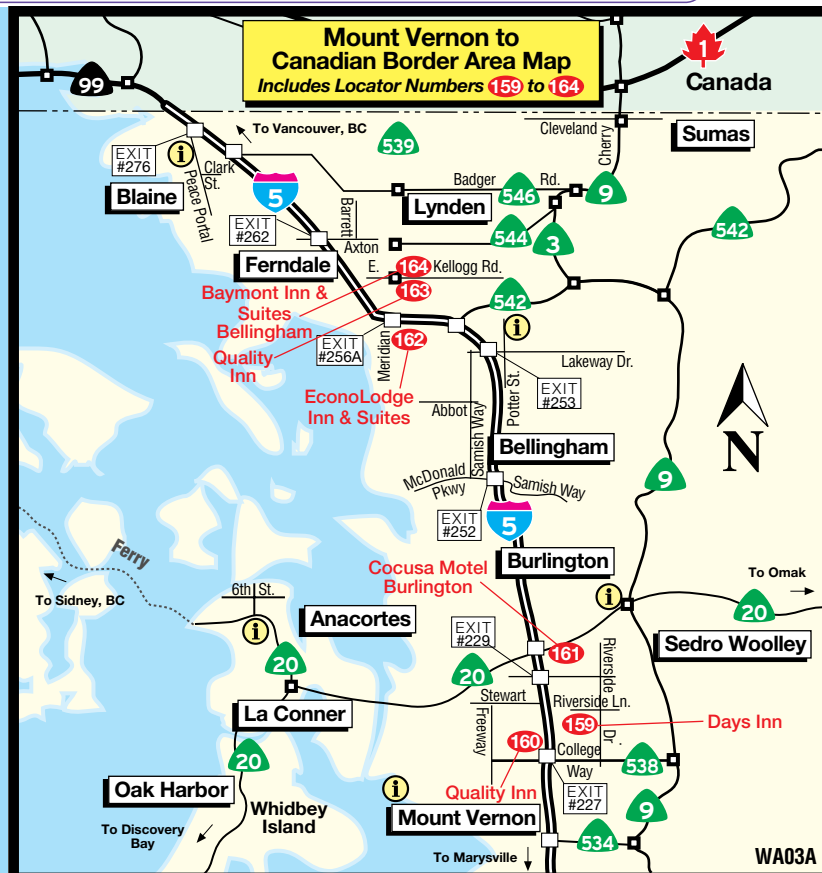 Mount Vernon to
Canadian Border Area Map
Includes Locator Numbers 159 to 164
1
Canada
99
To Vancouver, BC
539
Cleveland
Cherry
Sumas
EXIT
#276
Clark
St.
Peace Portal
Blaine
5
Badger Rd.
546
9
Lynden
Barrett
542
EXIT
#262
Axton
544
3
Ferndale
E. Kellogg Rd.
164
163
Baymont Inn &
Suites
Bellingham
542
Quality
Inn
EXIT
#256A
Meridian
162
Lakeway Dr.
EconoLodge
Inn & Suites
Potter St.
EXIT
#253
Abbot
Samish Way
Bellingham
N
McDonald
Pkwy
Samish Way
9
EXIT
#252
5
Ferry
Burlington
Cocusa Motel
Burlington
To Omak
To Sidney, BC
6th St.
20
Anacortes
EXIT
#229
161
Riverside
Dr.
Sedro Woolley
20
20
Stewart
Riverside Ln.
La Conner
Freeway
159
Days Inn
160
College
Way
538
20
Quality Inn
EXIT
#227
Oak Harbor
Whidbey
Island
Mount Vernon
9
To Discovery
Bay
534
To Marysville
WA03A